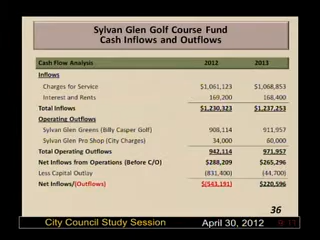 Sylvan Glen Golf Course Fund
Cash Inflows and Outflows
Cash Flow Analysis 2012 2013
Inflows
Charges for Service $1,061,123 $1,068,853
Interest and Rents 169,200 168,400
Total Inflows $1,230,323 $1,237,253
Operating Outflows
Sylvan Glen Greens (Billy Casper Golf) 908,114 911,957
Sylvan Glen Pro Shop (City Charges) 34,000 60,000
Total Operating Outflows 942,114 971,957
Net Inflows from Operations (Before C/O) $288,209 $265,296
Less Capital Outlay (831,400) (44,700)
Net Inflows/(Outflows) $(543,191) $220,596
36
City Council Study Session April 30, 2012